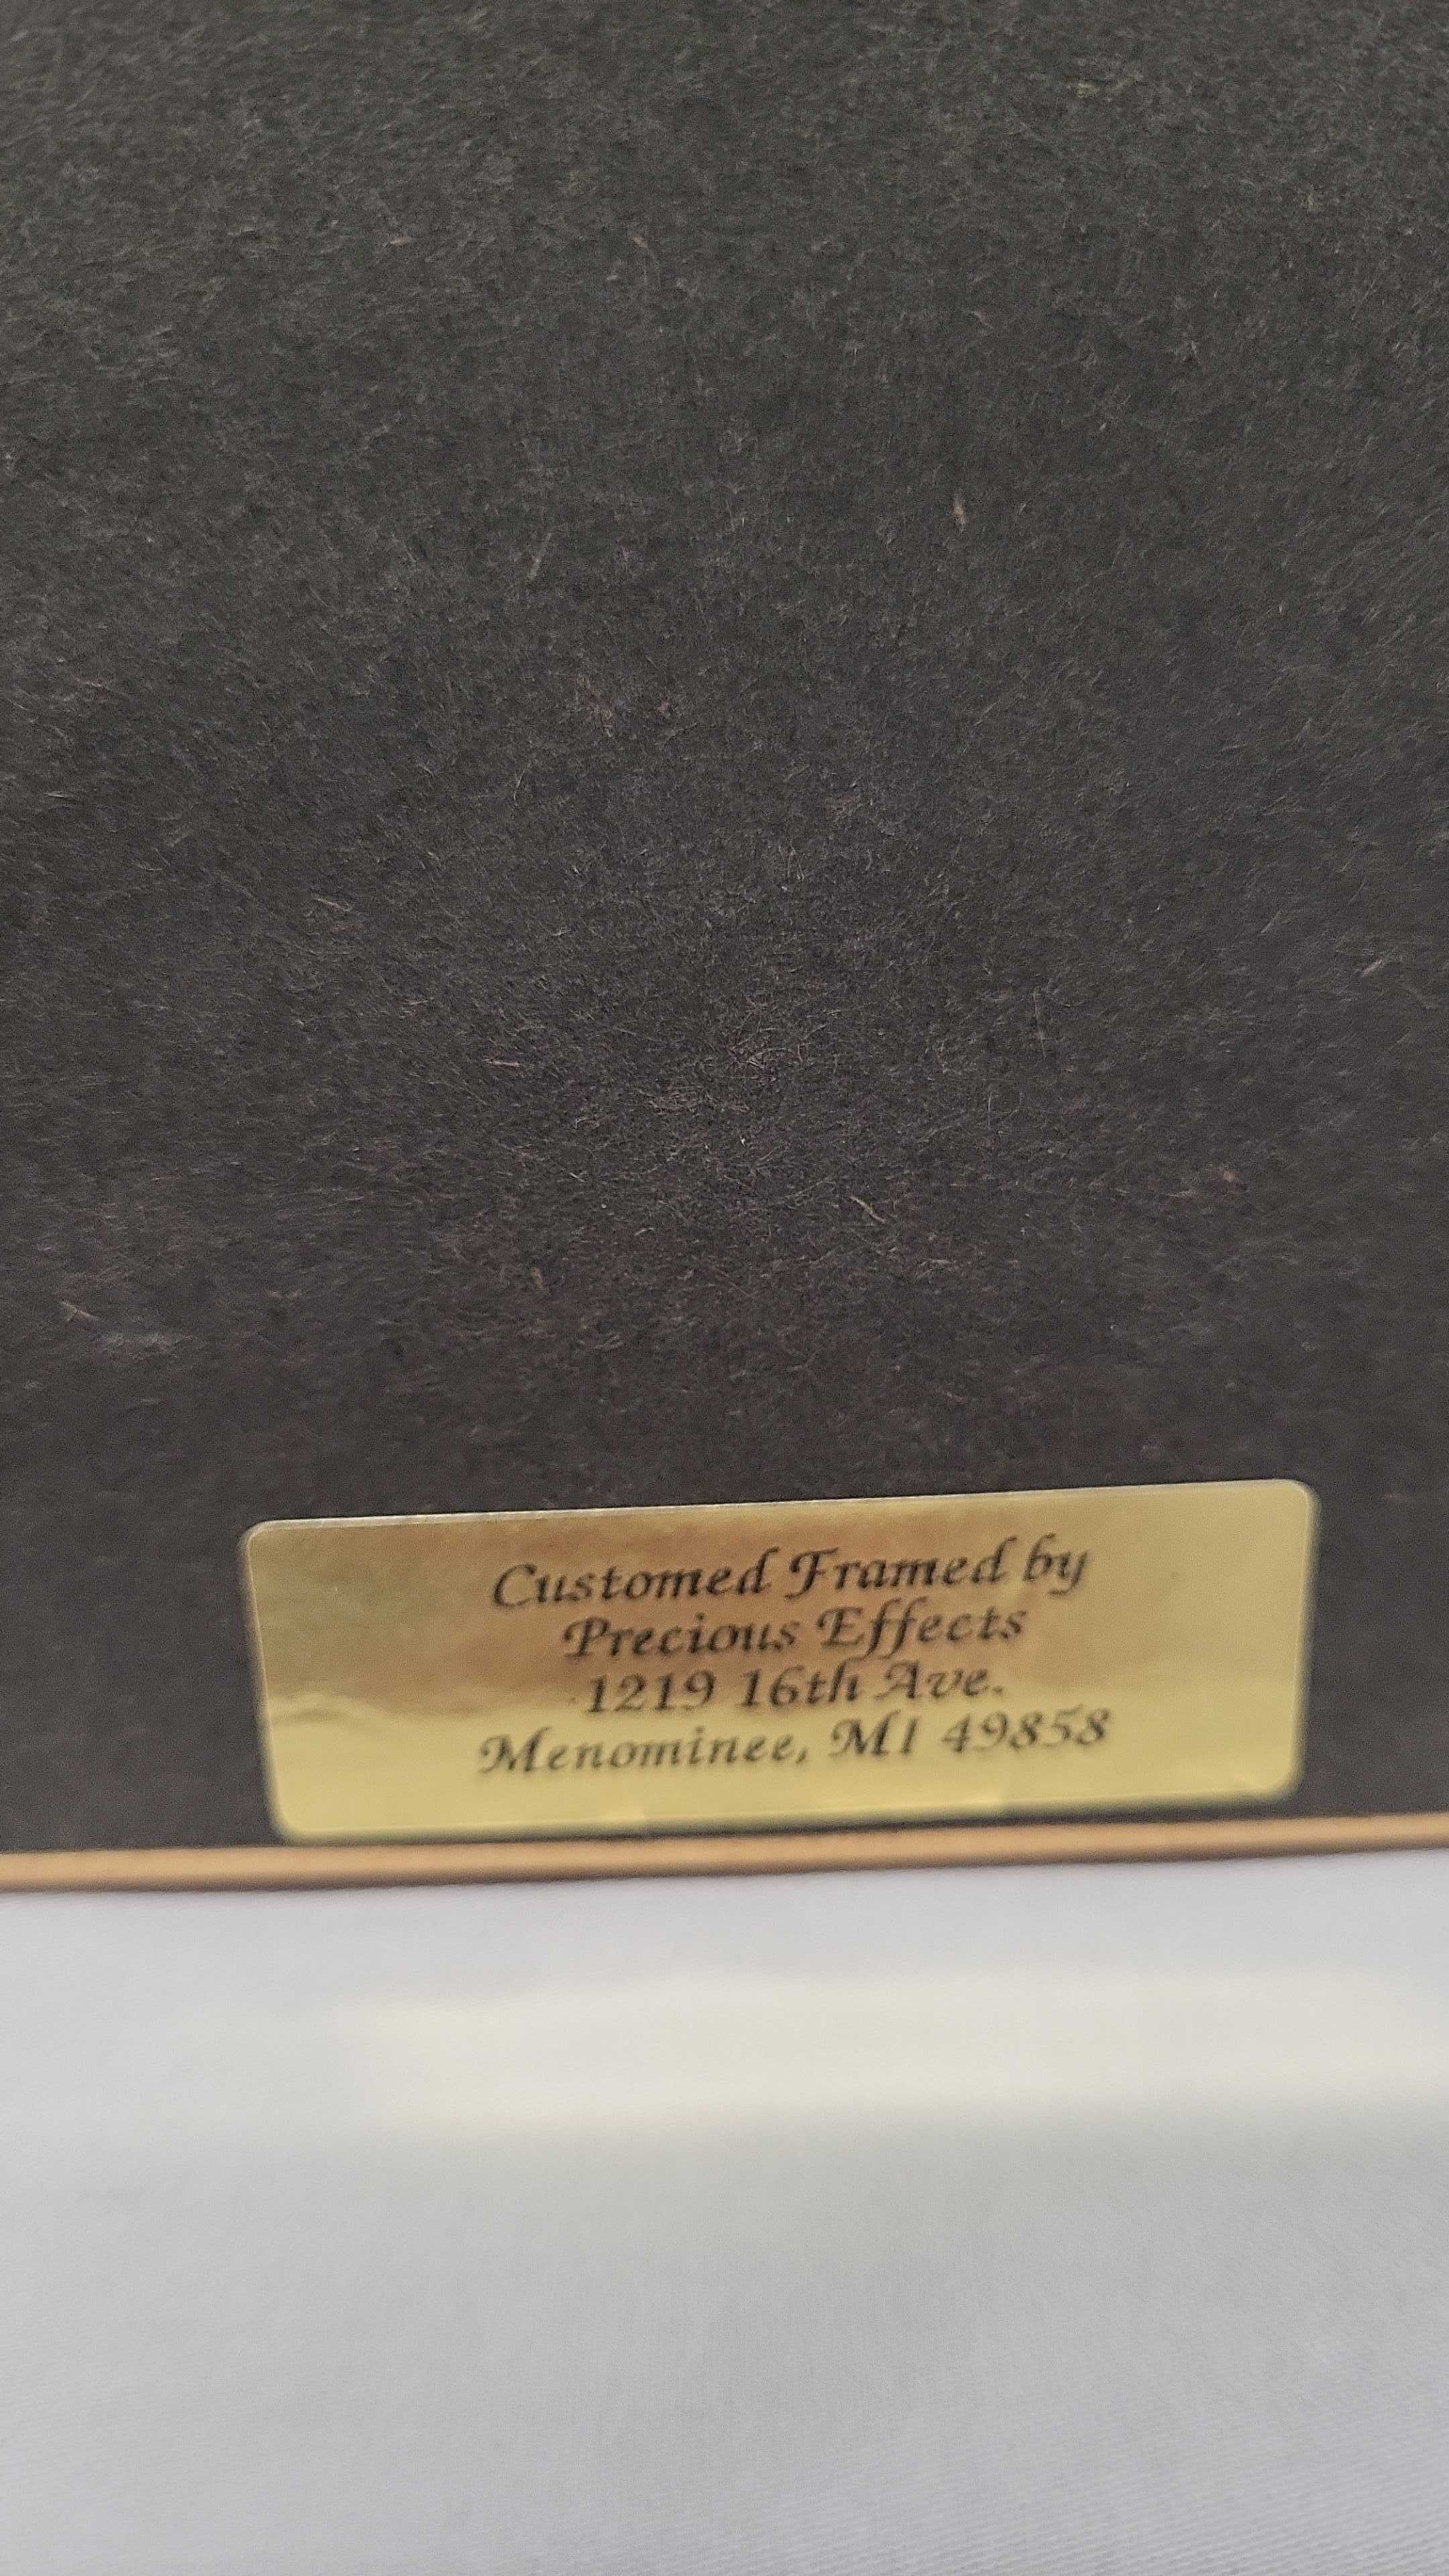 Customed Framed by
Precious Effects
1219 16th Ave.
Menominee, MI 49858